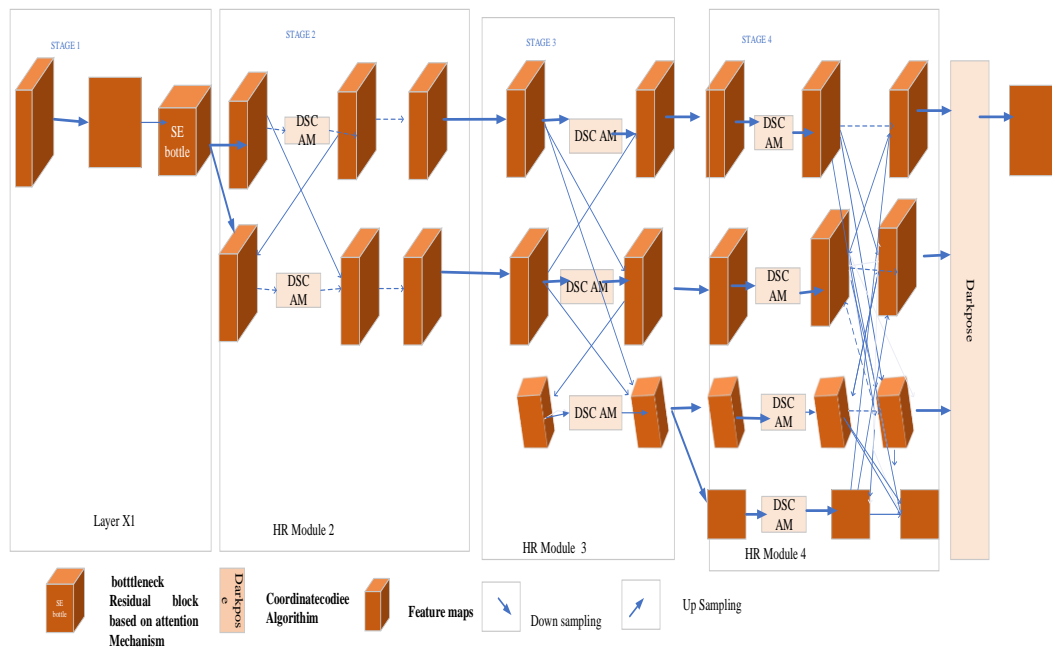 STAGE 1
STAGE 2
STAGE 3
STAGE 4
SE
bottle
DSC
AM
DSC AM
DSC
AM
DSC
AM
DSC AM
DSC
AM
DSC AM
DSC
AM
DSC
AM
Darkpose
Layer X1
HR Module 2
HR Module 3
HR Module 4
SE
bottle
botttleneck
Residual block
based on attention
Mechanism
Darkpos
e
Coordinatecodiee
Algorithim
Feature maps
Down sampling
Up Sampling